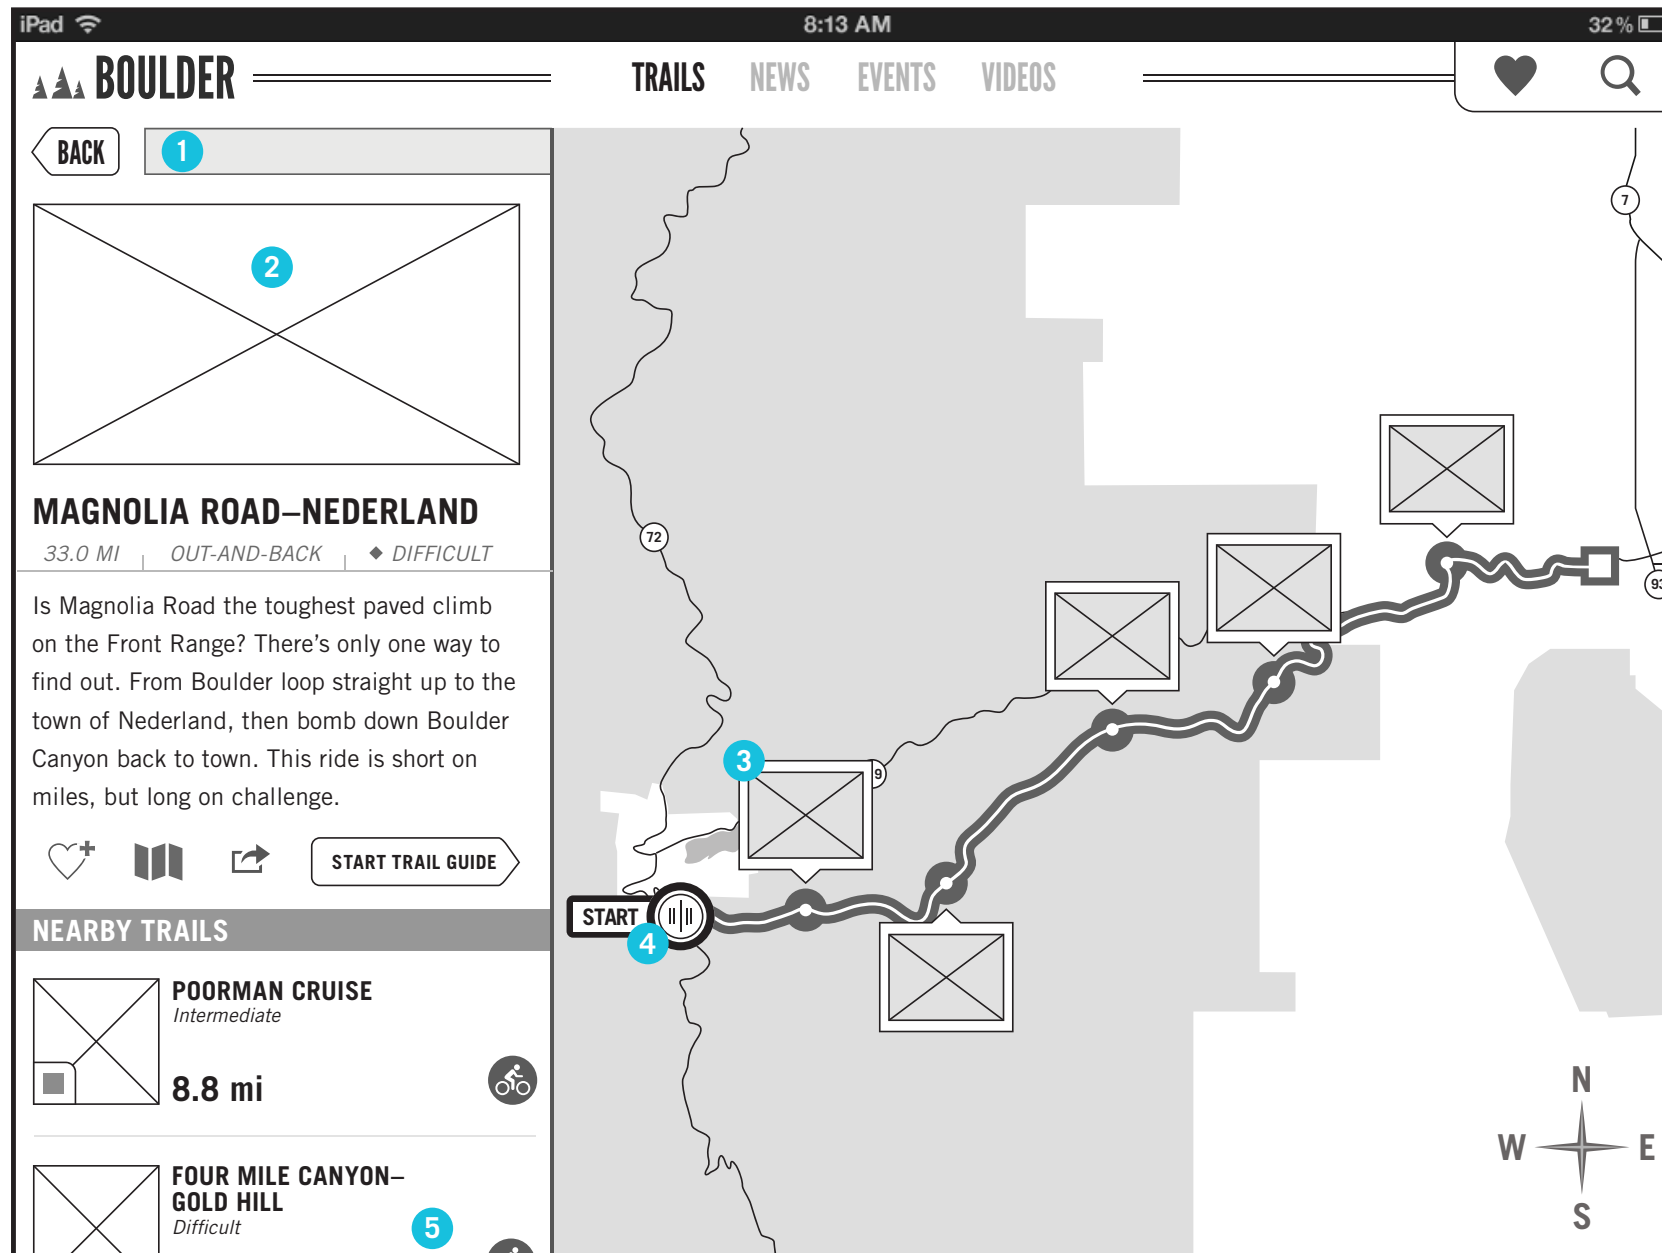 iPad 8:13 AM 32%
BOULDER TRAILS NEWS EVENTS VIDEOS
BACK 1
2
MAGNOLIA ROAD–NEDERLAND
33.0 MI OUT-AND-BACK DIFFICULT
Is Magnolia Road the toughest paved climb
on the Front Range? There’s only one way to
find out. From Boulder loop straight up to the
town of Nederland, then bomb down Boulder
Canyon back to town. This ride is short on
miles, but long on challenge.
START TRAIL GUIDE
NEARBY TRAILS
POORMAN CRUISE
Intermediate
8.8 mi
FOUR MILE CANYON–
GOLD HILL
Difficult
5
7
72
93
3
9
START
4
N
W E
S